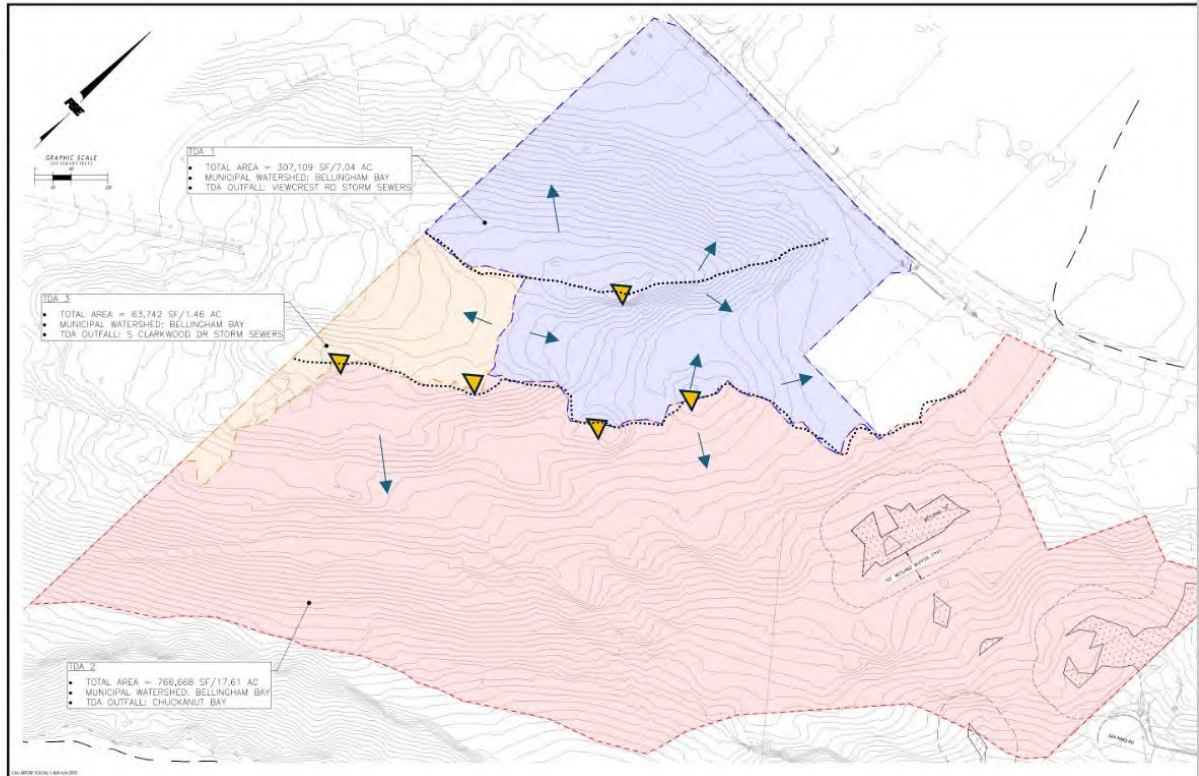 GRAPHIC SCALE
TDA 1
• TOTAL AREA = 307,109 SF/7.04 AC
• MUNICIPAL WATERSHED: BELLINGHAM BAY
• TDA OUTFALL: VIEWCREST RD STORM SEWERS
TDA 3
• TOTAL AREA = 63,742 SF/1.46 AC
• MUNICIPAL WATERSHED: BELLINGHAM BAY
• TDA OUTFALL: S CLARKWOOD DR STORM SEWERS
TDA 2
• TOTAL AREA = 768,668 SF/17.61 AC
• MUNICIPAL WATERSHED: BELLINGHAM BAY
• TDA OUTFALL: CHUCKANUT BAY
WETLAND BUFFER (TYP)